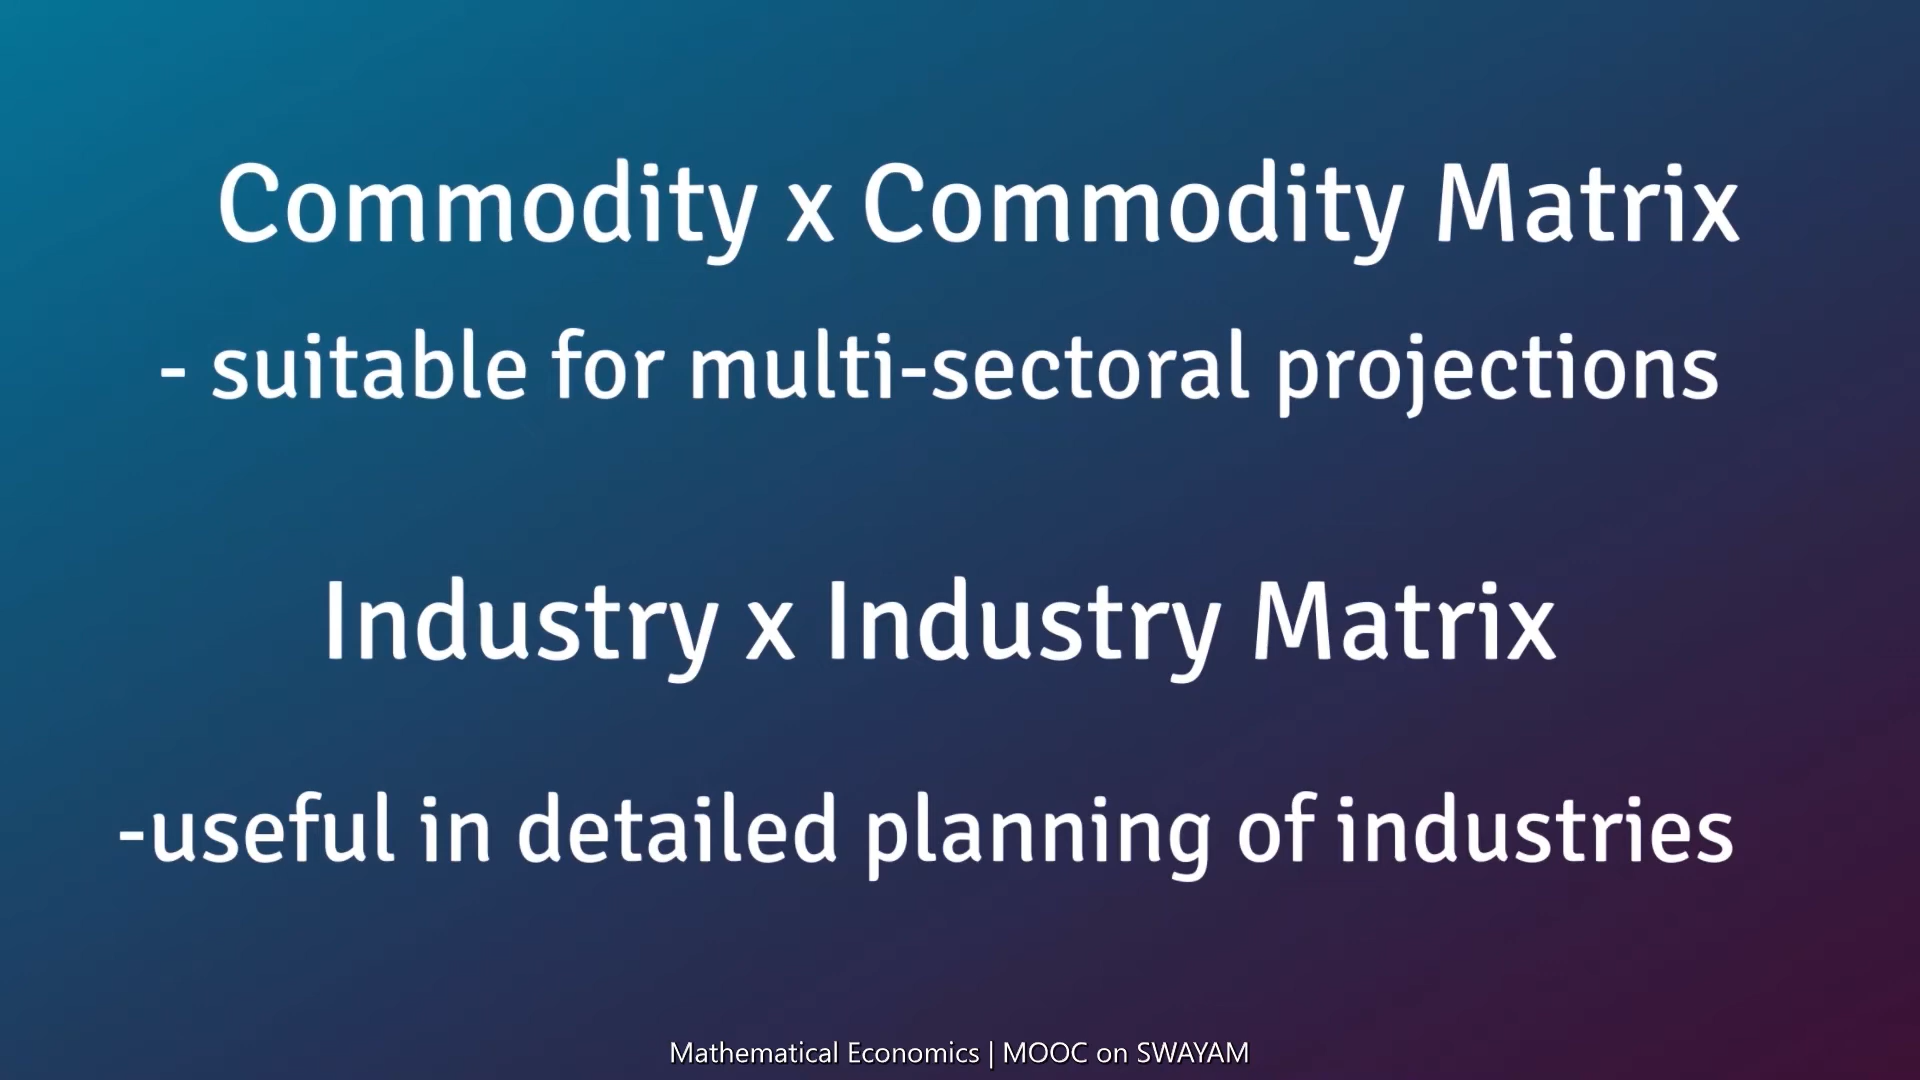 Commodity x Commodity Matrix
- suitable for multi-sectoral projections
Industry x Industry Matrix
-useful in detailed planning of industries
Mathematical Economics | MOOC on SWAYAM